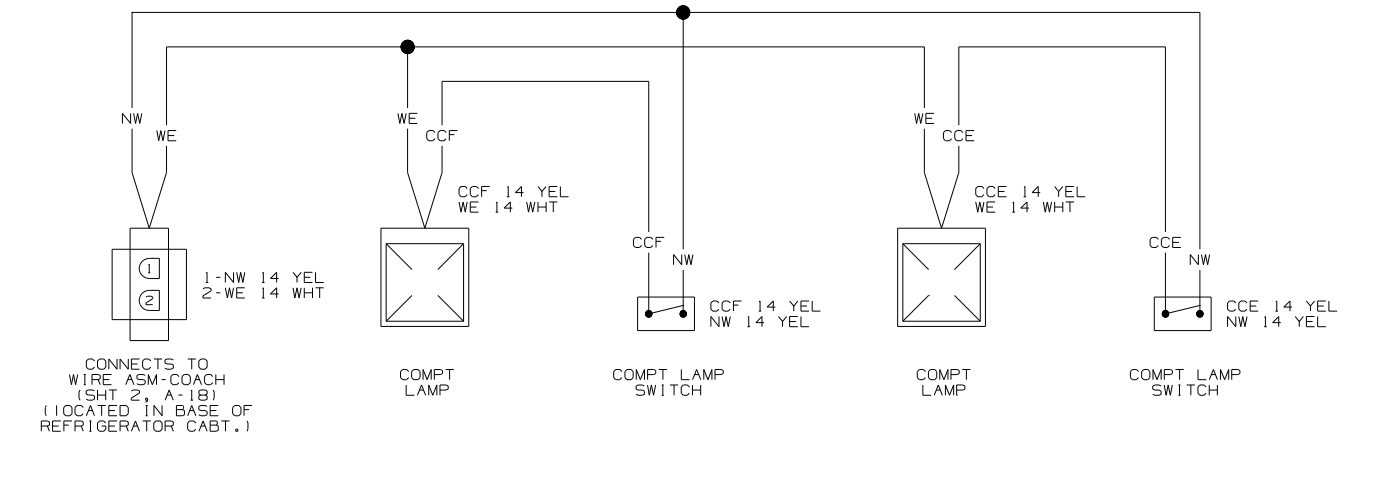 NW
WE
WE
CCF
WE
CCE
CCF 14 YEL
WE 14 WHT
CCE 14 YEL
WE 14 WHT
CCF
NW
CCE
NW
1
2
1-NW 14 YEL
2-WE 14 WHT
CCF 14 YEL
NW 14 YEL
CCE 14 YEL
NW 14 YEL
CONNECTS TO
WIRE ASM-COACH
(SHT 2, A-18)
(lOCATED IN BASE OF
REFRIGERATOR CABT.)
COMPT
LAMP
COMPT LAMP
SWITCH
COMPT
LAMP
COMPT LAMP
SWITCH